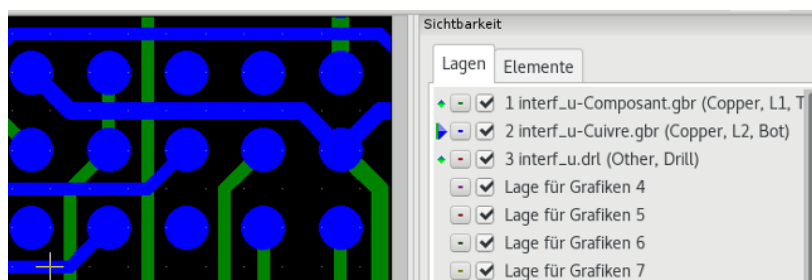 Sichtbarkeit
Lagen Elemente
1 interf_u-Composant.gbr (Copper, L1, T
2 interf_u-Cuivre.gbr (Copper, L2, Bot)
3 interf_u.drl (Other, Drill)
Lage für Grafiken 4
Lage für Grafiken 5
Lage für Grafiken 6
Lage für Grafiken 7